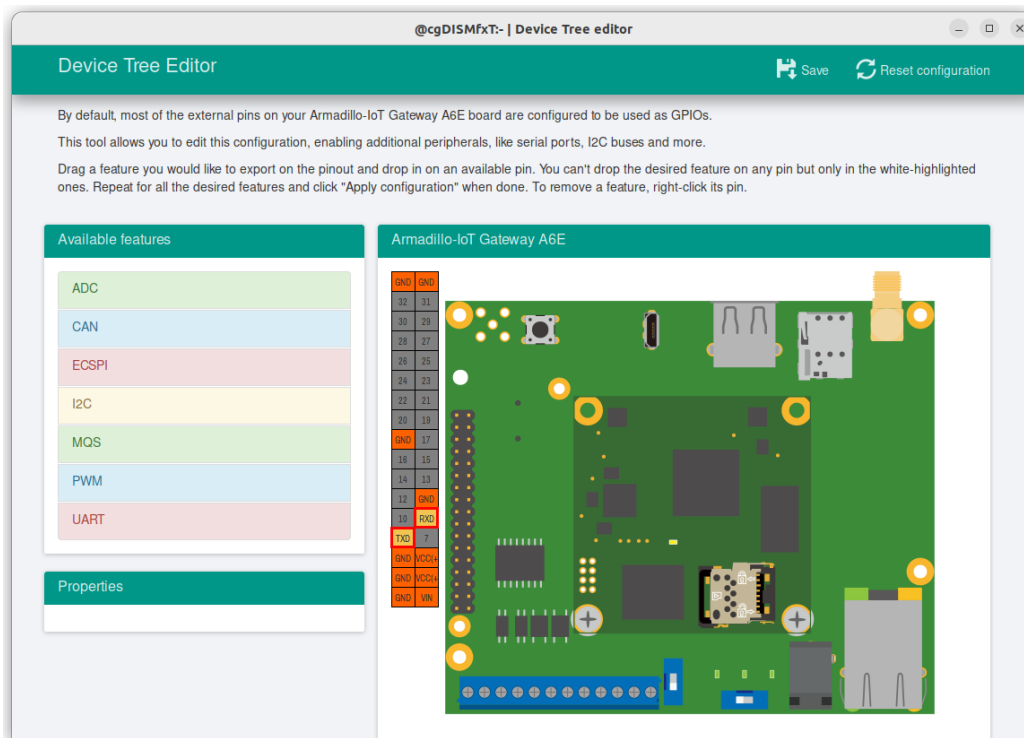 @cgDISMfxT:- | Device Tree editor
Device Tree Editor
Save
Reset configuration
By default, most of the external pins on your Armadillo-IoT Gateway A6E board are configured to be used as GPIOs.
This tool allows you to edit this configuration, enabling additional peripherals, like serial ports, I2C buses and more.
Drag a feature you would like to export on the pinout and drop in on an available pin. You can't drop the desired feature on any pin but only in the white-highlighted
ones. Repeat for all the desired features and click "Apply configuration" when done. To remove a feature, right-click its pin.
Available features
ADC
CAN
ECSPI
I2C
MQS
PWM
UART
Properties
Armadillo-IoT Gateway A6E
GND GND
32 31
30 29
28 27
26 25
24 23
22 21
20 19
GND 17
16 15
14 13
12 GND
10 RXD
TXD 7
GND VCC(+
GND VCC(+
GND VIN